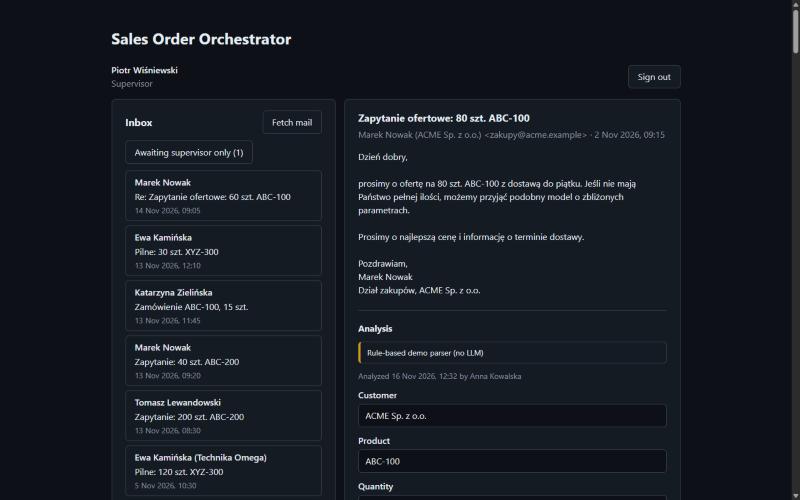 Sales Order Orchestrator
Piotr Wiśniewski
Supervisor
Sign out
Inbox
Fetch mail
Awaiting supervisor only (1)
Marek Nowak
Re: Zapytanie ofertowe: 60 szt. ABC-100
14 Nov 2026, 09:05
Ewa Kamińska
Pilne: 30 szt. XYZ-300
13 Nov 2026, 12:10
Katarzyna Zielińska
Zamówienie ABC-100, 15 szt.
13 Nov 2026, 11:45
Marek Nowak
Zapytanie: 40 szt. ABC-200
13 Nov 2026, 09:20
Tomasz Lewandowski
Zapytanie: 200 szt. ABC-200
13 Nov 2026, 08:30
Ewa Kamińska (Technika Omega)
Pilne: 120 szt. XYZ-300
5 Nov 2026, 10:30
Zapytanie ofertowe: 80 szt. ABC-100
Marek Nowak (ACME Sp. z o.o.) <zakupy@acme.example> · 2 Nov 2026, 09:15
Dzień dobry,
prosimy o ofertę na 80 szt. ABC-100 z dostawą do piątku. Jeśli nie mają
Państwo pełnej ilości, możemy przyjąć podobny model o zbliżonych
parametrach.
Prosimy o najlepszą cenę i informację o terminie dostawy.
Pozdrawiam,
Marek Nowak
Dział zakupów, ACME Sp. z o.o.
Analysis
Rule-based demo parser (no LLM)
Analyzed 16 Nov 2026, 12:32 by Anna Kowalska
Customer
ACME Sp. z o.o.
Product
ABC-100
Quantity